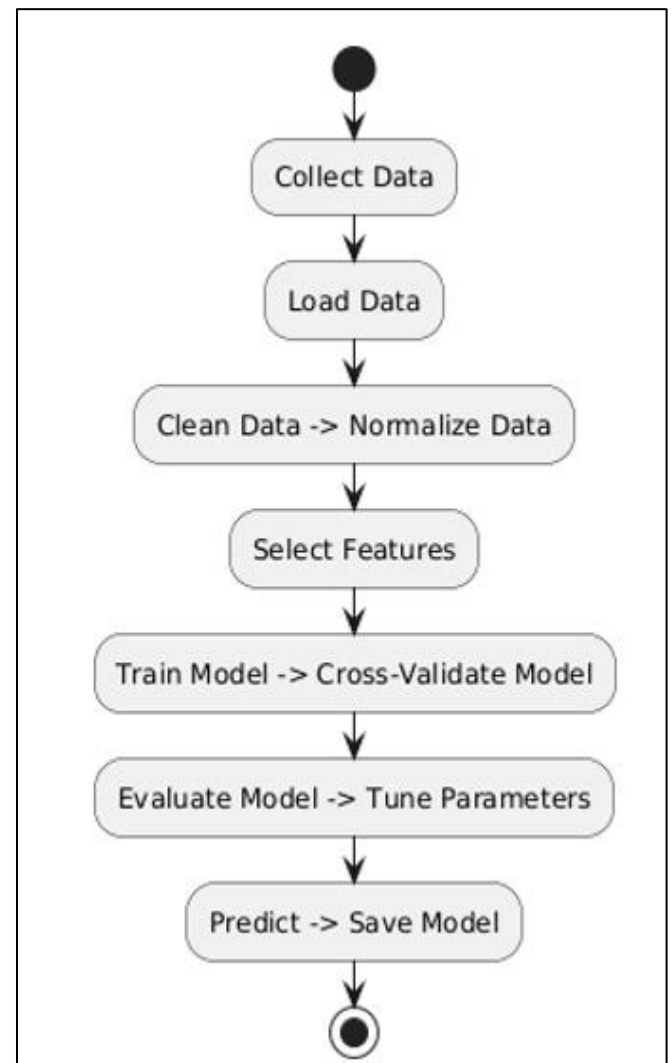 Collect Data
Load Data
Clean Data -> Normalize Data
Select Features
Train Model -> Cross-Validate Model
Evaluate Model -> Tune Parameters
Predict -> Save Model